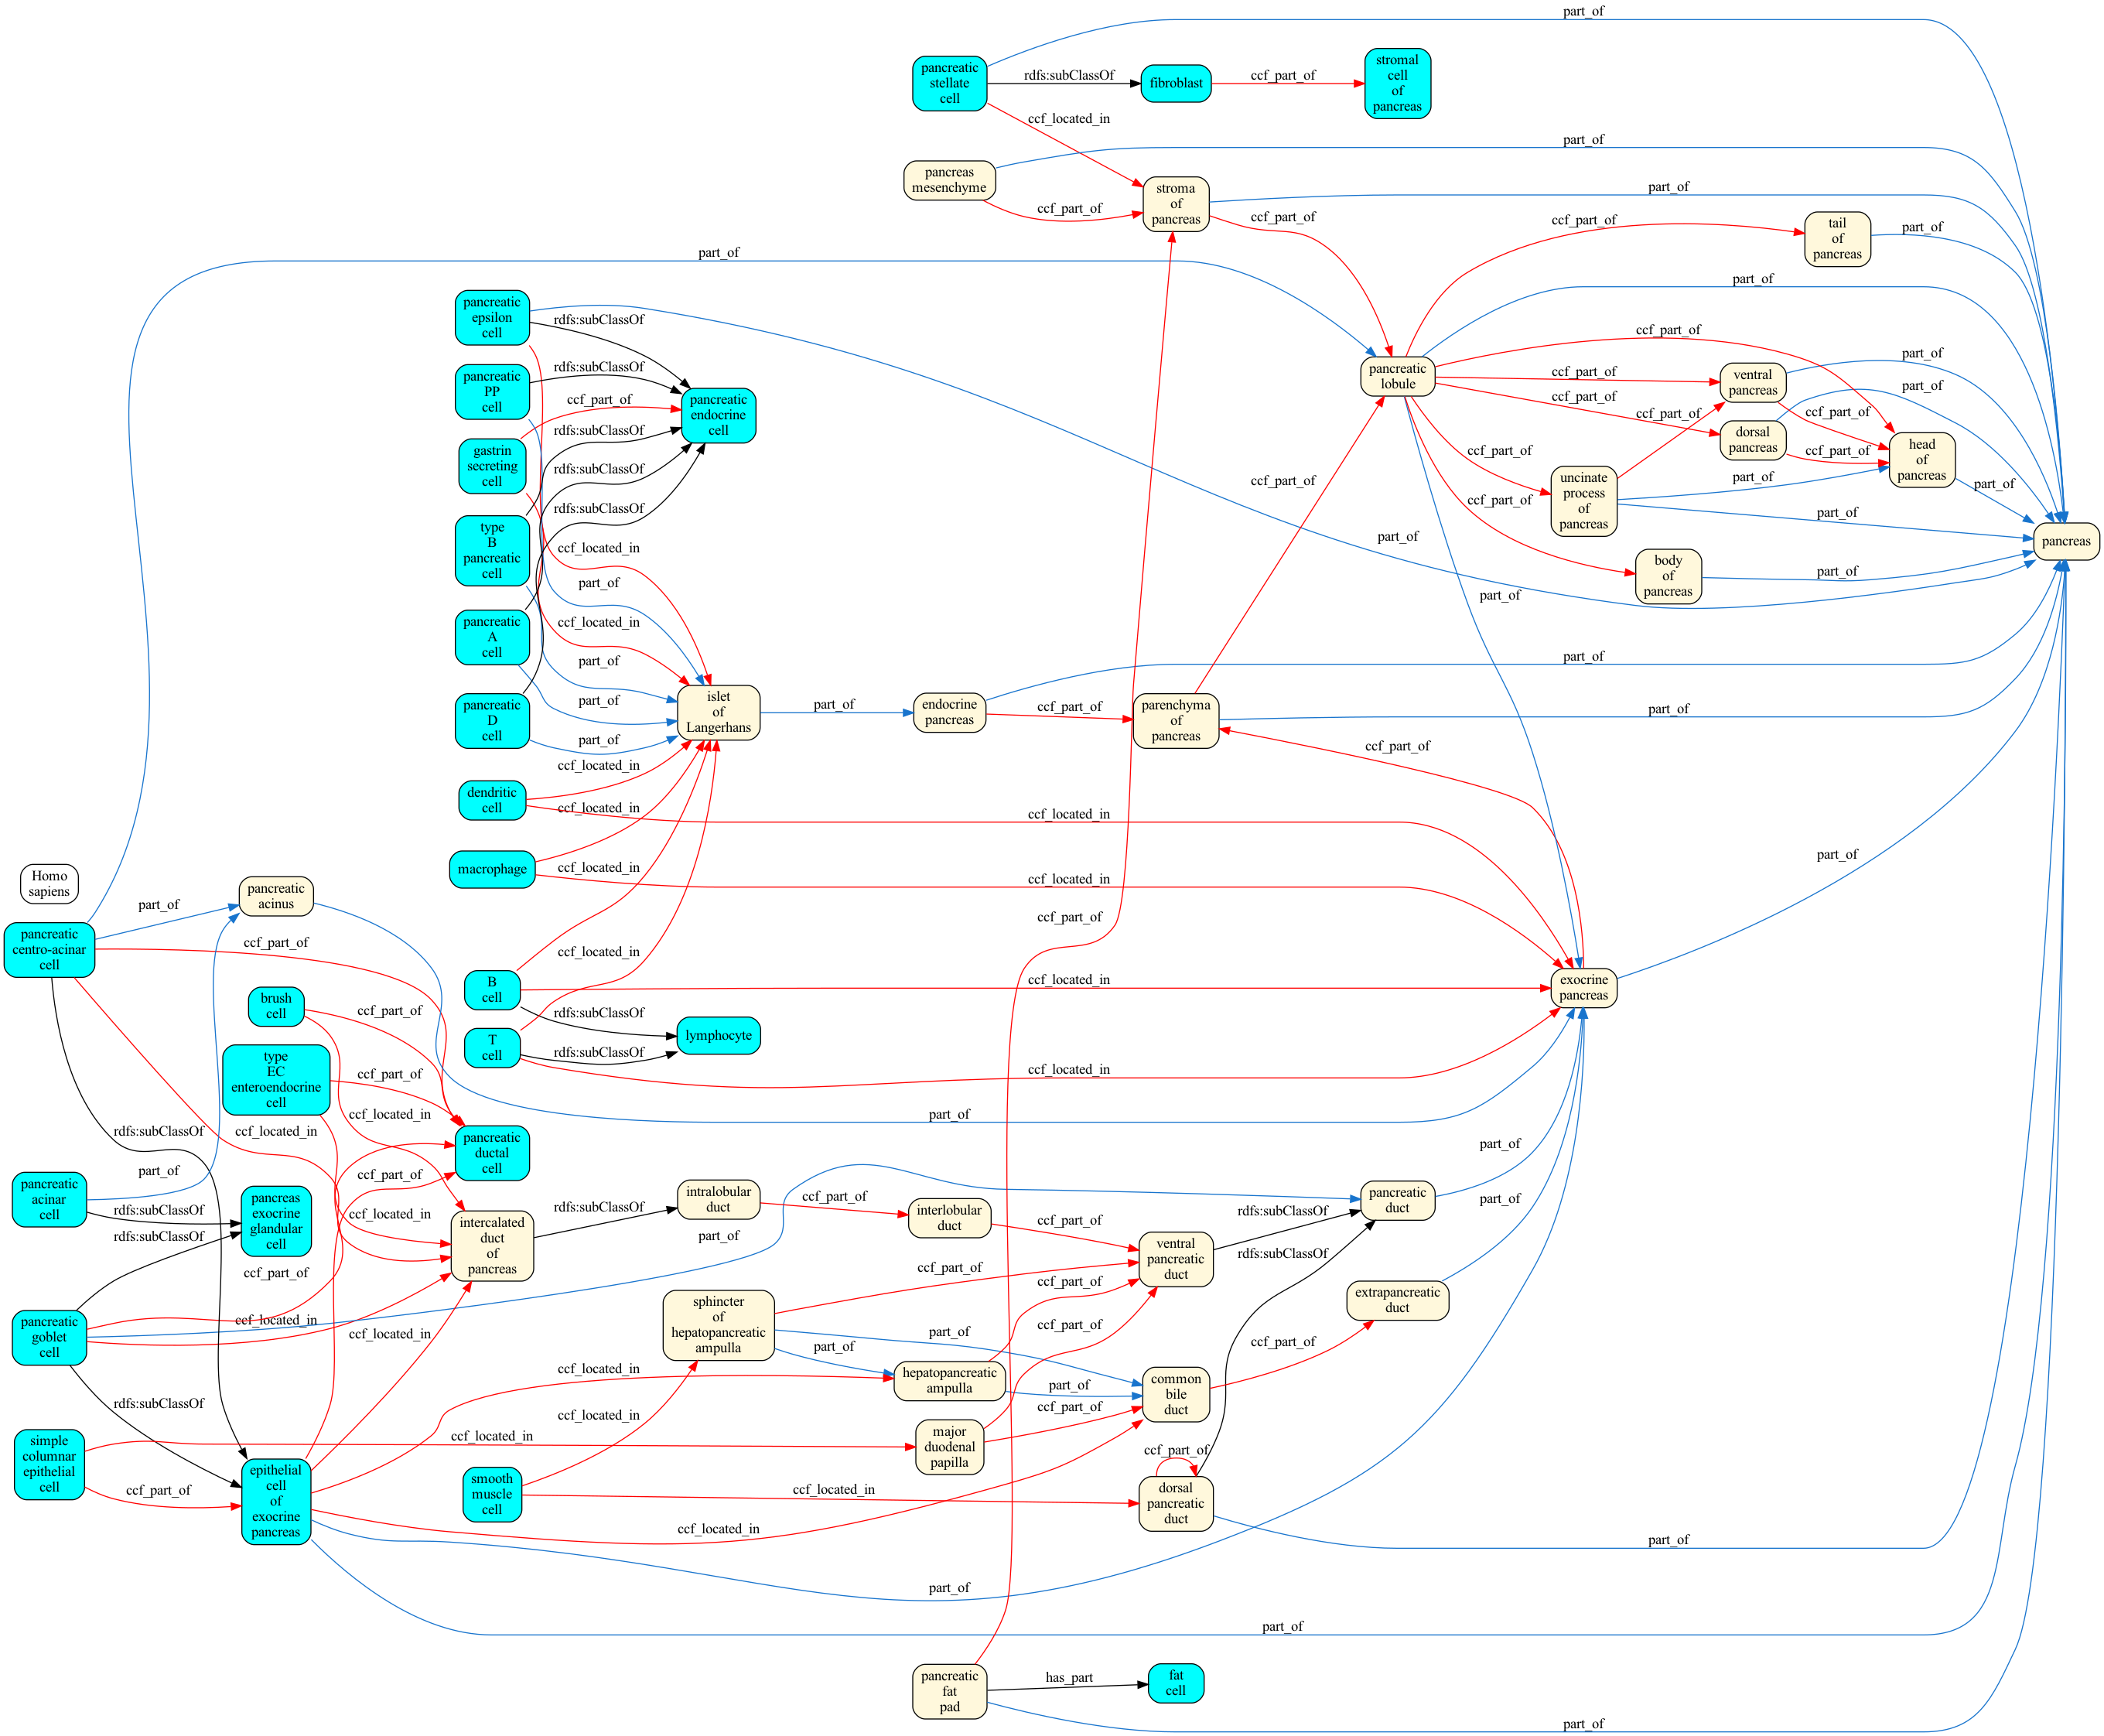 part_of
pancreatic
stellate
cell
rdfs:subClassOf
fibroblast
ccf_part_of
stromal
cell
of
pancreas
ccf_located_in
part_of
pancreas
mesenchyme
ccf_part_of
stroma
of
pancreas
part_of
ccf_part_of
ccf_part_of
tail
of
pancreas
part_of
part_of
pancreatic
epsilon
cell
rdfs:subClassOf
part_of
pancreatic
PP
cell
rdfs:subClassOf
pancreatic
endocrine
cell
ccf_part_of
gastrin
secreting
cell
rdfs:subClassOf
rdfs:subClassOf
rdfs:subClassOf
type
B
pancreatic
cell
ccf_located_in
part_of
ccf_located_in
pancreatic
A
cell
part_of
part_of
pancreatic
D
cell
part_of
islet
of
Langerhans
part_of
endocrine
pancreas
ccf_part_of
parenchyma
of
pancreas
part_of
part_of
ccf_part_of
ccf_part_of
pancreatic
lobule
ccf_part_of
ccf_part_of
ccf_part_of
ccf_part_of
ccf_part_of
ccf_part_of
ventral
pancreas
part_of
ccf_part_of
dorsal
pancreas
part_of
ccf_part_of
head
of
pancreas
part_of
uncinate
process
of
pancreas
part_of
part_of
body
of
pancreas
part_of
pancreas
part_of
part_of
dendritic
cell
ccf_located_in
ccf_located_in
ccf_located_in
macrophage
ccf_located_in
ccf_located_in
ccf_part_of
part_of
Homo
sapiens
pancreatic
acinus
part_of
pancreatic
centro-acinar
cell
ccf_part_of
B
cell
ccf_located_in
ccf_located_in
rdfs:subClassOf
lymphocyte
T
cell
rdfs:subClassOf
ccf_located_in
exocrine
pancreas
brush
cell
ccf_part_of
type
EC
enteroendocrine
cell
ccf_part_of
ccf_located_in
part_of
rdfs:subClassOf
ccf_located_in
pancreatic
ductal
cell
part_of
pancreatic
acinar
cell
rdfs:subClassOf
pancreas
exocrine
glandular
cell
rdfs:subClassOf
ccf_part_of
ccf_located_in
intercalated
duct
of
pancreas
rdfs:subClassOf
intralobular
duct
ccf_part_of
interlobular
duct
ccf_part_of
part_of
ventral
pancreatic
duct
rdfs:subClassOf
rdfs:subClassOf
pancreatic
duct
part_of
part_of
ccf_part_of
pancreatic
goblet
cell
ccf_located_in
ccf_located_in
sphincter
of
hepatopancreatic
ampulla
ccf_part_of
ccf_part_of
part_of
part_of
ccf_part_of
extrapancreatic
duct
ccf_part_of
ccf_located_in
hepatopancreatic
ampulla
part_of
common
bile
duct
rdfs:subClassOf
ccf_located_in
ccf_part_of
simple
columnar
epithelial
cell
ccf_located_in
major
duodenal
papilla
ccf_part_of
ccf_part_of
epithelial
cell
of
exocrine
pancreas
smooth
muscle
cell
ccf_located_in
dorsal
pancreatic
duct
ccf_located_in
part_of
part_of
part_of
pancreatic
fat
pad
has_part
fat
cell
part_of